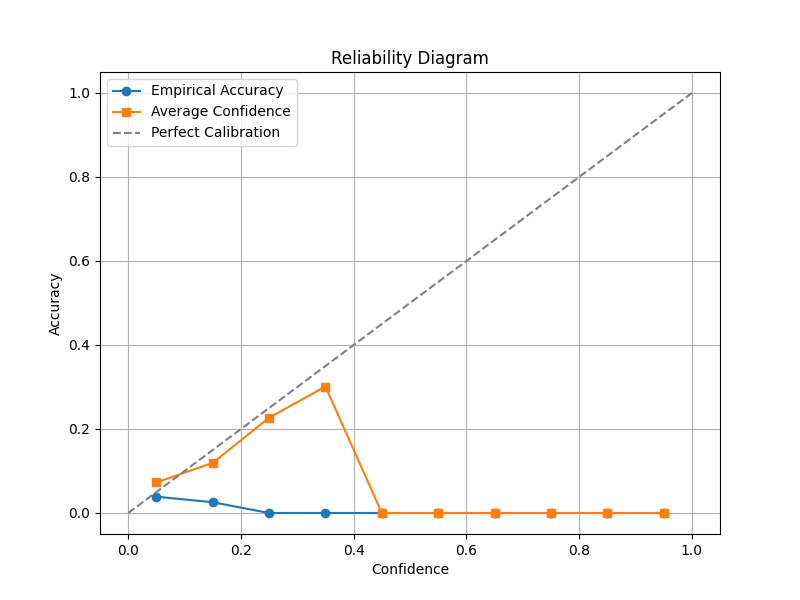 Reliability Diagram
Empirical Accuracy
Average Confidence
Perfect Calibration
1.0
0.8
0.6
0.4
0.2
0.0
Accuracy
0.0 0.2 0.4 0.6 0.8 1.0
Confidence